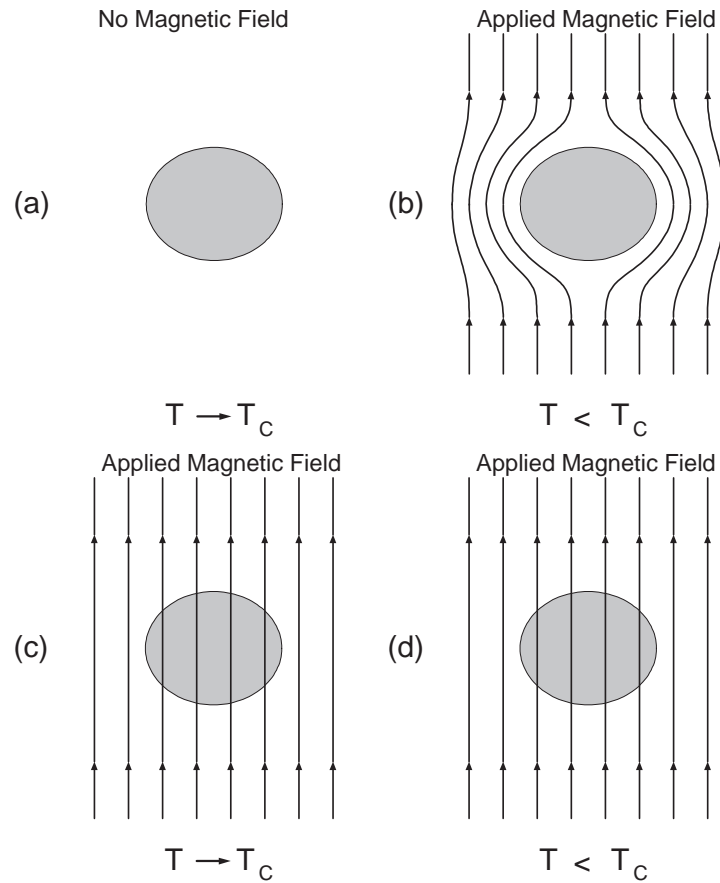 No Magnetic Field
Applied Magnetic Field
(a)
(b)
T → T_C
T < T_C
Applied Magnetic Field
Applied Magnetic Field
(c)
(d)
T → T_C
T < T_C